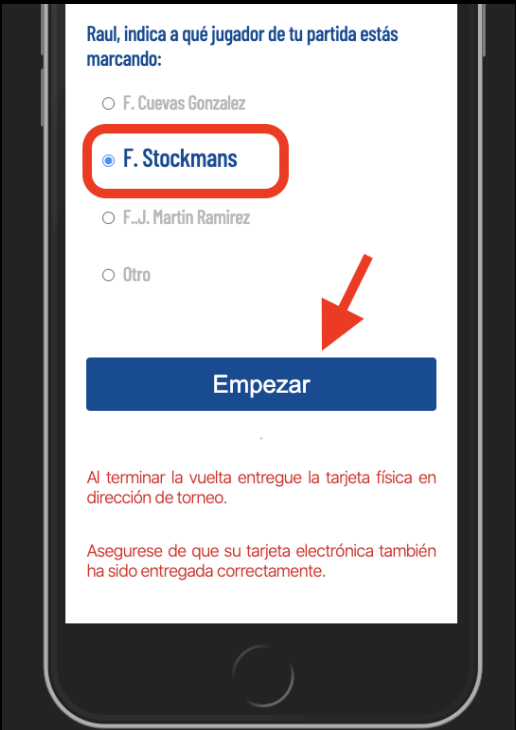 Raul, indica a qué jugador de tu partida estás
marcando:
F. Cuevas Gonzalez
F. Stockmans
F..J. Martin Ramirez
Otro
Empezar
.
Al terminar la vuelta entregue la tarjeta física en
dirección de torneo.
Asegurese de que su tarjeta electrónica también
ha sido entregada correctamente.